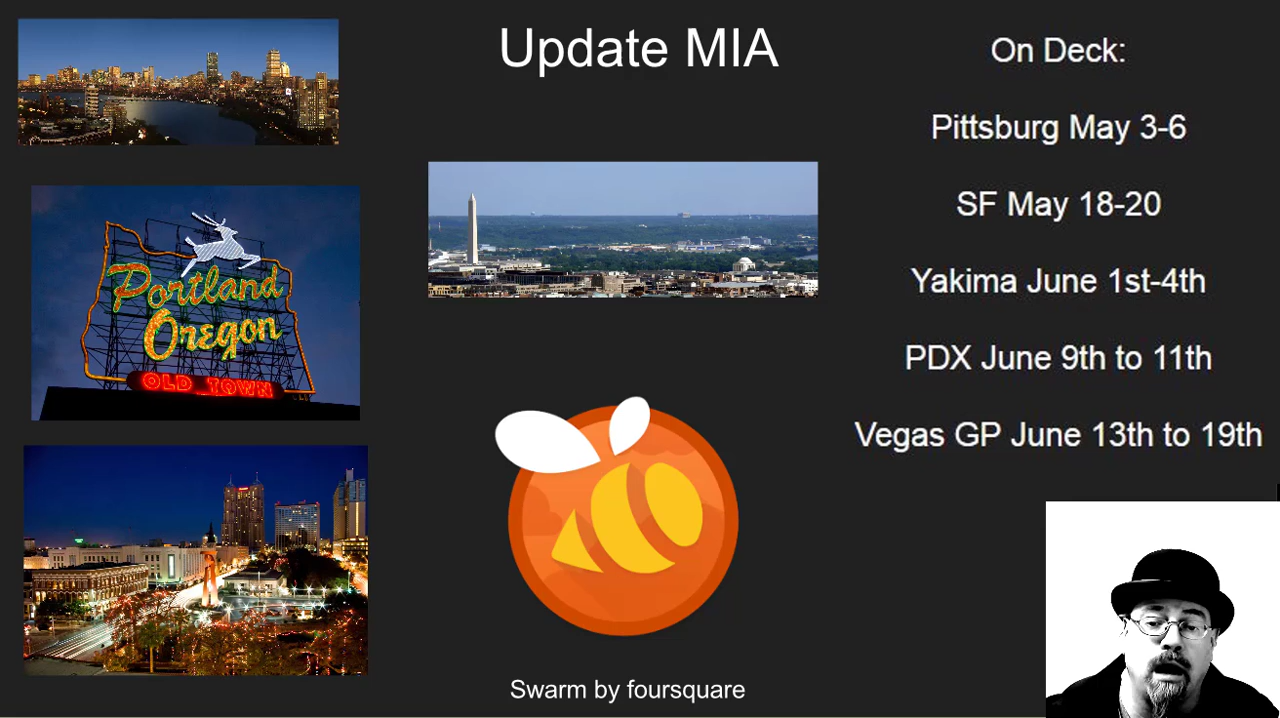 Update MIA
Portland
Oregon
OLD TOWN
Swarm by foursquare
On Deck:
Pittsburg May 3-6
SF May 18-20
Yakima June 1st-4th
PDX June 9th to 11th
Vegas GP June 13th to 19th